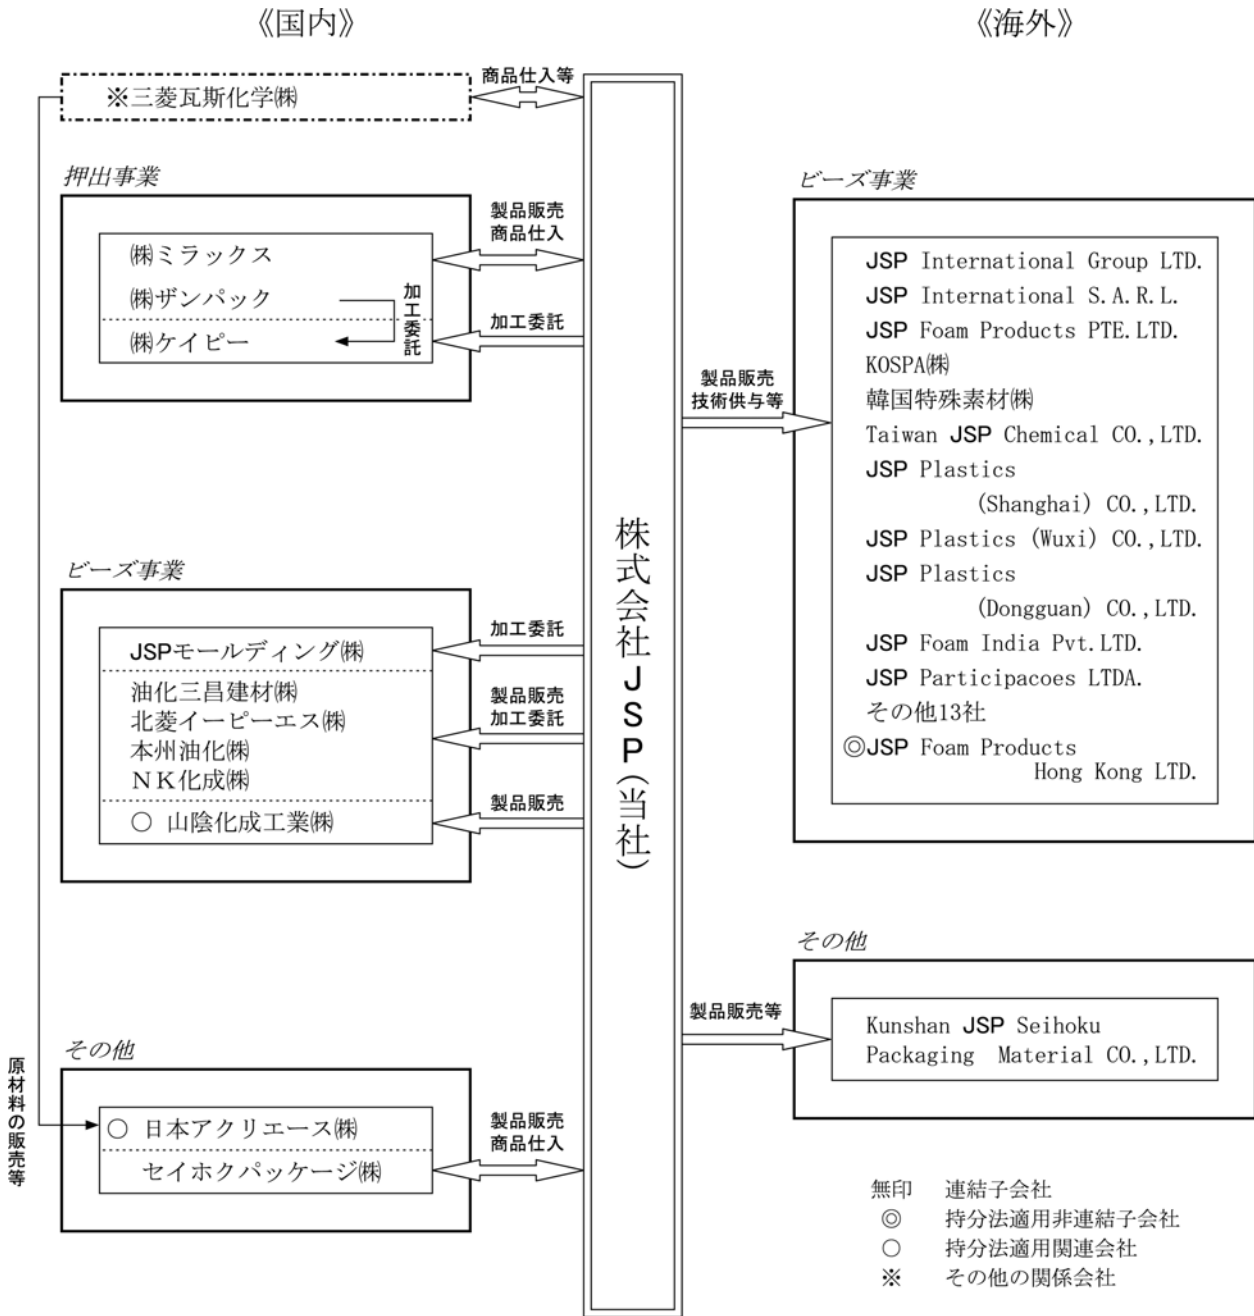 《国内》
《海外》
※三菱瓦斯化学㈱
商品仕入等
押出事業
㈱ミラックス
㈱ザンパック
㈱ケイピー
加工委託
製品販売
商品仕入
加工委託
ビーズ事業
JSPモールディング㈱
油化三昌建材㈱
北菱イーピーエス㈱
本州油化㈱
ＮＫ化成㈱
○ 山陰化成工業㈱
加工委託
製品販売
加工委託
製品販売
その他
○ 日本アクリエース㈱
セイホクパッケージ㈱
製品販売
商品仕入
原材料の販売等
株式会社ＪＳＰ(当社)
製品販売
技術供与等
ビーズ事業
JSP International Group LTD.
JSP International S.A.R.L.
JSP Foam Products PTE.LTD.
KOSPA㈱
韓国特殊素材㈱
Taiwan JSP Chemical CO.,LTD.
JSP Plastics
(Shanghai) CO.,LTD.
JSP Plastics (Wuxi) CO.,LTD.
JSP Plastics
(Dongguan) CO.,LTD.
JSP Foam India Pvt.LTD.
JSP Participacoes LTDA.
その他13社
◎JSP Foam Products
Hong Kong LTD.
製品販売等
その他
Kunshan JSP Seihoku
Packaging Material CO.,LTD.
無印 連結子会社
◎ 持分法適用非連結子会社
○ 持分法適用関連会社
※ その他の関係会社